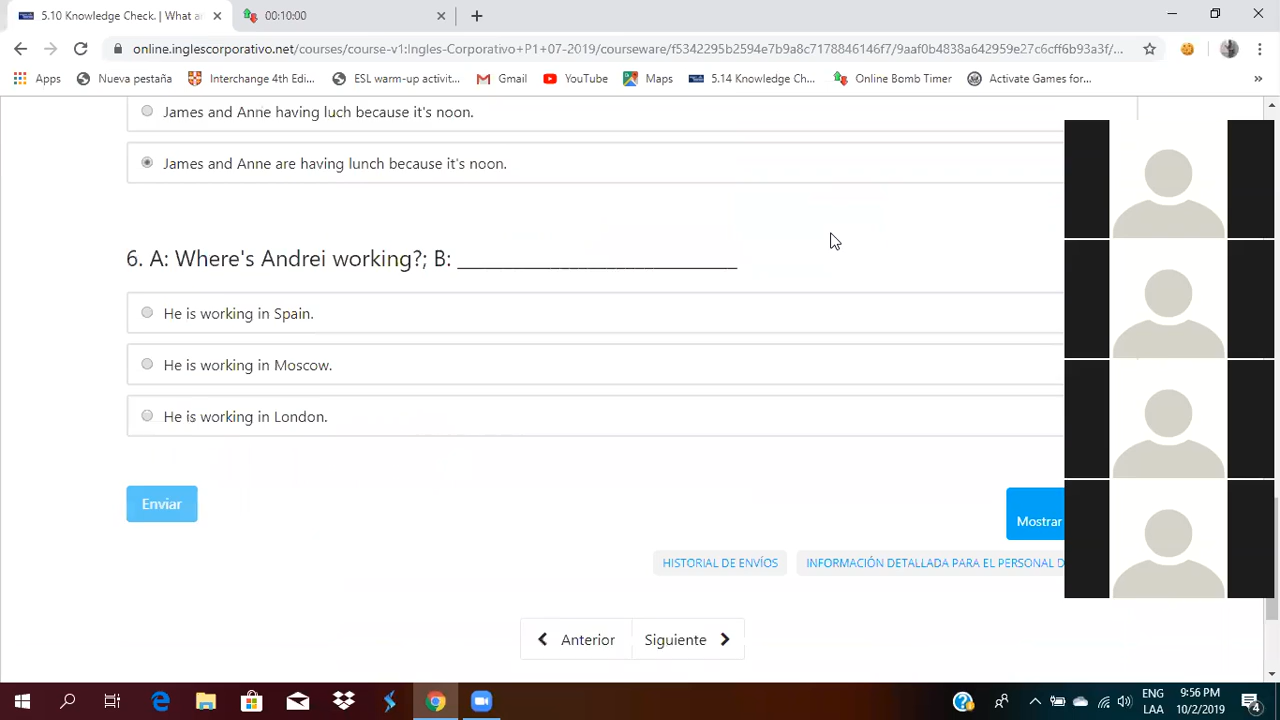 5.10 Knowledge Check. | What a
00:10:00
online.inglescorporativo.net/courses/course-v1:Ingles-Corporativo+P1+07-2019/courseware/f5342295b2594e7b9a8c7178846146f7/9aaf0b4838a642959e27c6cff6b93a3f/...
Apps Nueva pestaña Interchange 4th Edi... ESL warm-up activit... Gmail YouTube Maps 5.14 Knowledge Ch... Online Bomb Timer Activate Games for... »
James and Anne having luch because it's noon.
James and Anne are having lunch because it's noon.
6. A: Where's Andrei working?; B: ______________________________
He is working in Spain.
He is working in Moscow.
He is working in London.
Enviar
Mostrar
HISTORIAL DE ENVÍOS INFORMACIÓN DETALLADA PARA EL PERSONAL D
Anterior Siguiente
ENG 9:56 PM
LAA 10/2/2019 4